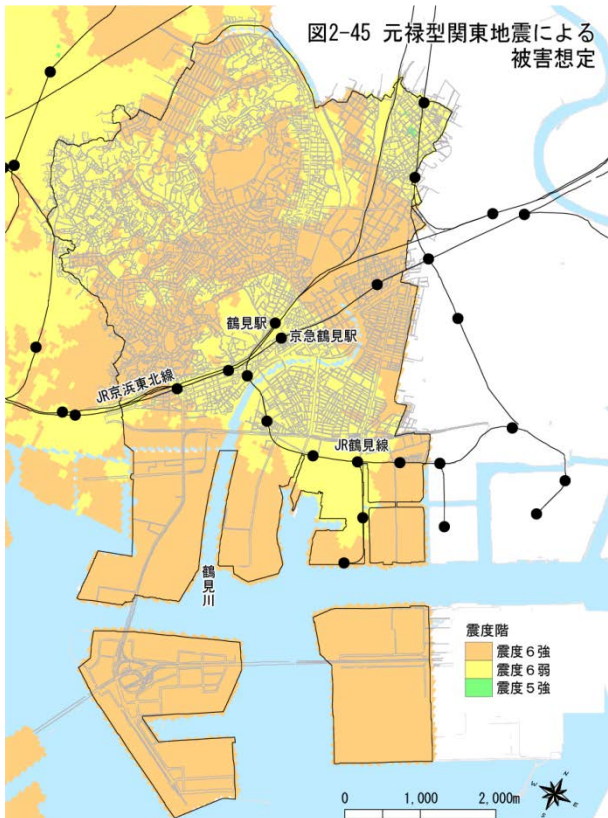 図2-45 元禄型関東地震による
被害想定
鶴見駅
京急鶴見駅
JR京浜東北線
JR鶴見線
鶴見川
震度階
震度6強
震度6弱
震度5強
0 1,000 2,000m
N
W
E
S